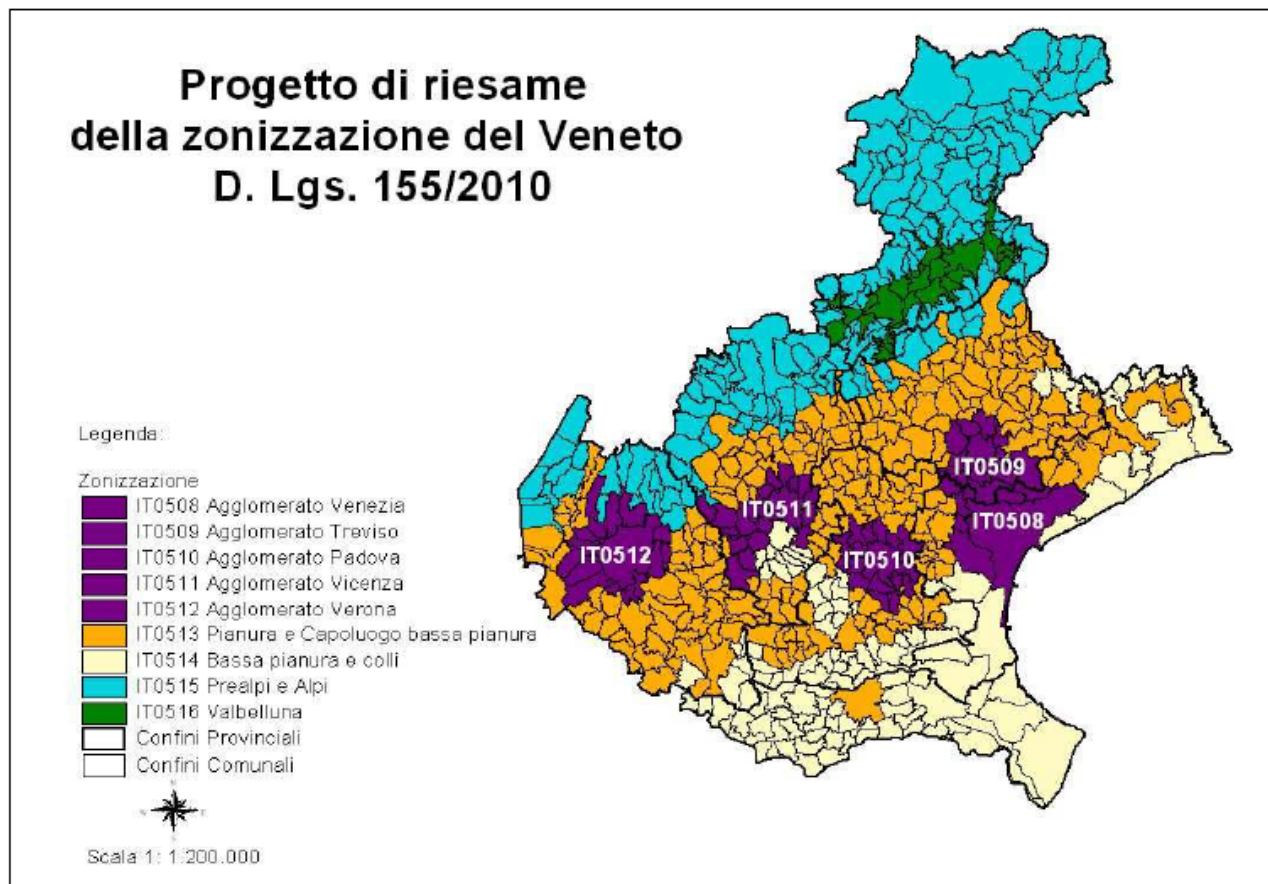 Progetto di riesame
della zonizzazione del Veneto
D. Lgs. 155/2010
Legenda:
Zonizzazione
IT0508 Agglomerato Venezia
IT0509 Agglomerato Treviso
IT0510 Agglomerato Padova
IT0511 Agglomerato Vicenza
IT0512 Agglomerato Verona
IT0513 Pianura e Capoluogo bassa pianura
IT0514 Bassa pianura e colli
IT0515 Prealpi e Alpi
IT0516 Valbelluna
Confini Provinciali
Confini Comunali
Scala 1: 1:200.000
IT0509
IT0511
IT0508
IT0512
IT0510